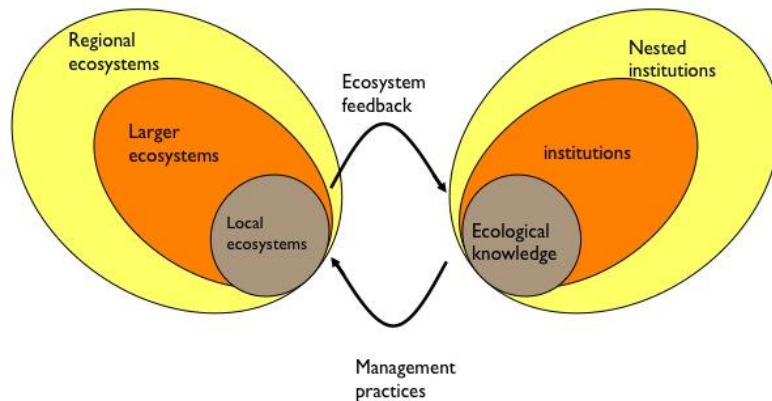 Regional
ecosystems
Larger
ecosystems
Local
ecosystems
Ecosystem
feedback
Management
practices
Nested
institutions
institutions
Ecological
knowledge